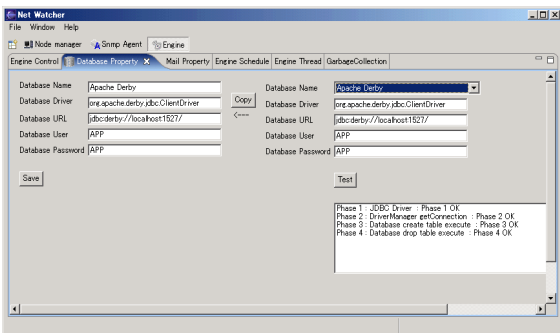 Net Watcher
File Window Help
Node manager Snmp Agent Engine
Engine Control Database Property Mail Property Engine Schedule Engine Thread GarbageCollection
Database Name Apache Derby
Database Driver org.apache.derby.jdbc.ClientDriver
Database URL jdbc:derby://localhost:1527/
Database User APP
Database Password APP
Save
Copy
<---
Database Name Apache Derby
Database Driver org.apache.derby.jdbc.ClientDriver
Database URL jdbc:derby://localhost:1527/
Database User APP
Database Password APP
Test
Phase 1 : JDBC Driver : Phase 1 OK
Phase 2 : DriverManager getConnection : Phase 2 OK
Phase 3 : Database create table execute : Phase 3 OK
Phase 4 : Database drop table execute : Phase 4 OK